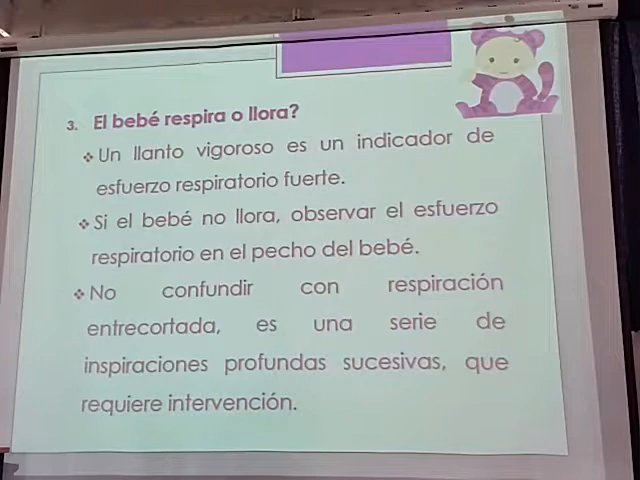 3. El bebé respira o llora?
❖ Un llanto vigoroso es un indicador de
esfuerzo respiratorio fuerte.
❖ Si el bebé no llora, observar el esfuerzo
respiratorio en el pecho del bebé.
❖ No confundir con respiración
entrecortada, es una serie de
inspiraciones profundas sucesivas, que
requiere intervención.